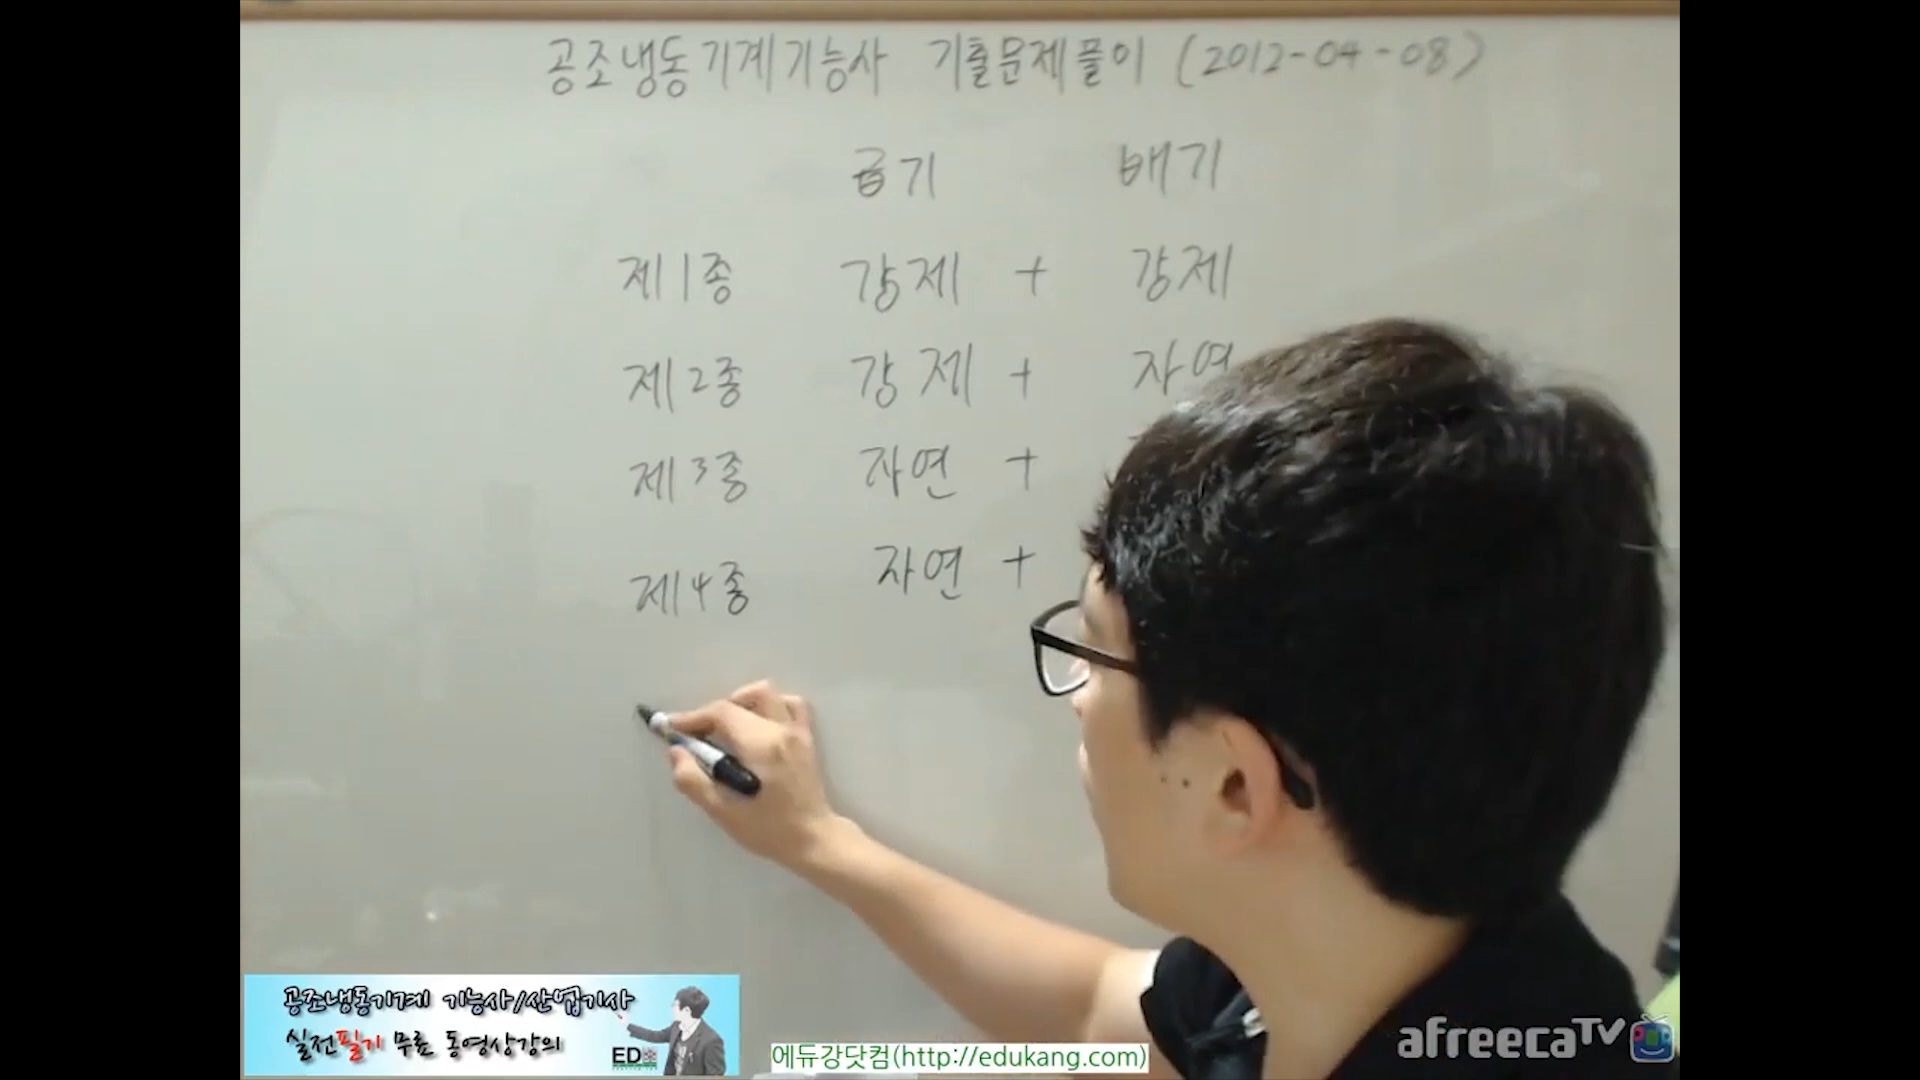 공조냉동기계기능사 기출문제풀이 (2012-04-08)
급기 배기
제1종 강제 + 강제
제2종 강제 + 자연
제3종 자연 +
제4종 자연 +
공조냉동기계 기능사/산업기사
실전필기 무료 동영상강의
에듀강닷컴(http://edukang.com)
afreecaTV